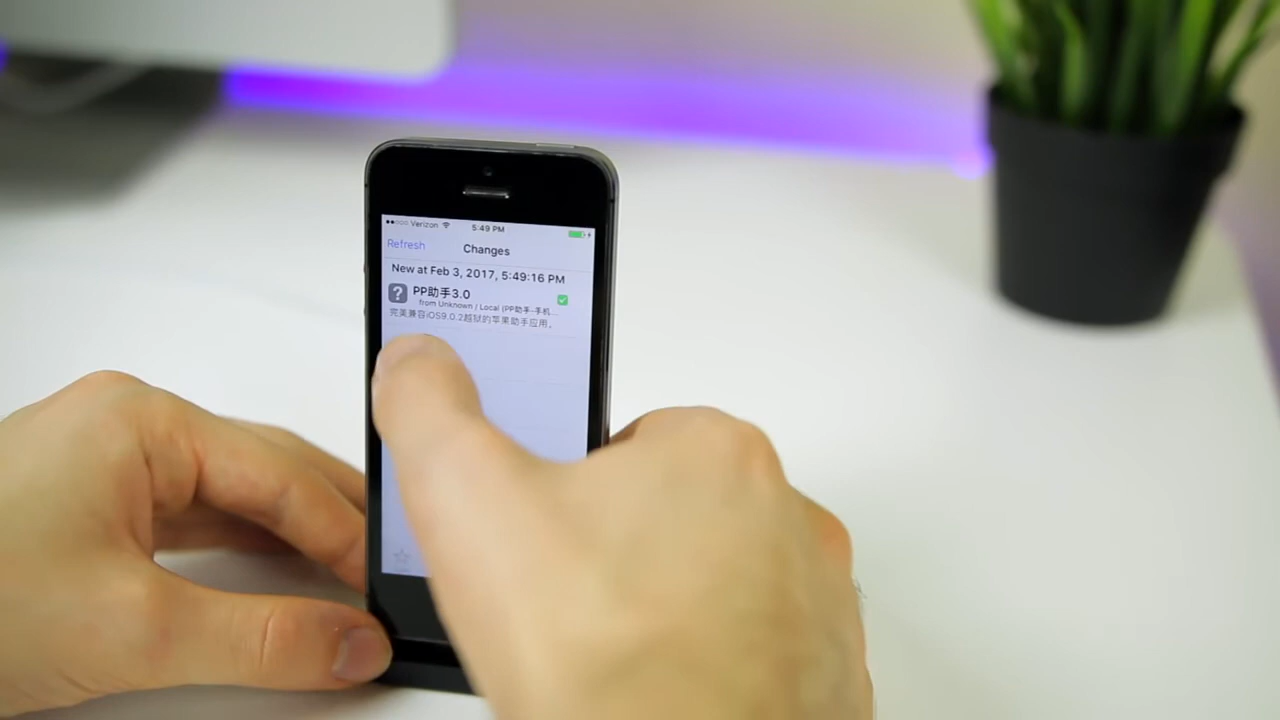 Verizon 5:49 PM
Refresh Changes
New at Feb 3, 2017, 5:49:16 PM
PP助手3.0
from Unknown / Local (PP助手-手机...
完美兼容iOS9.0.2越狱的苹果助手应用。